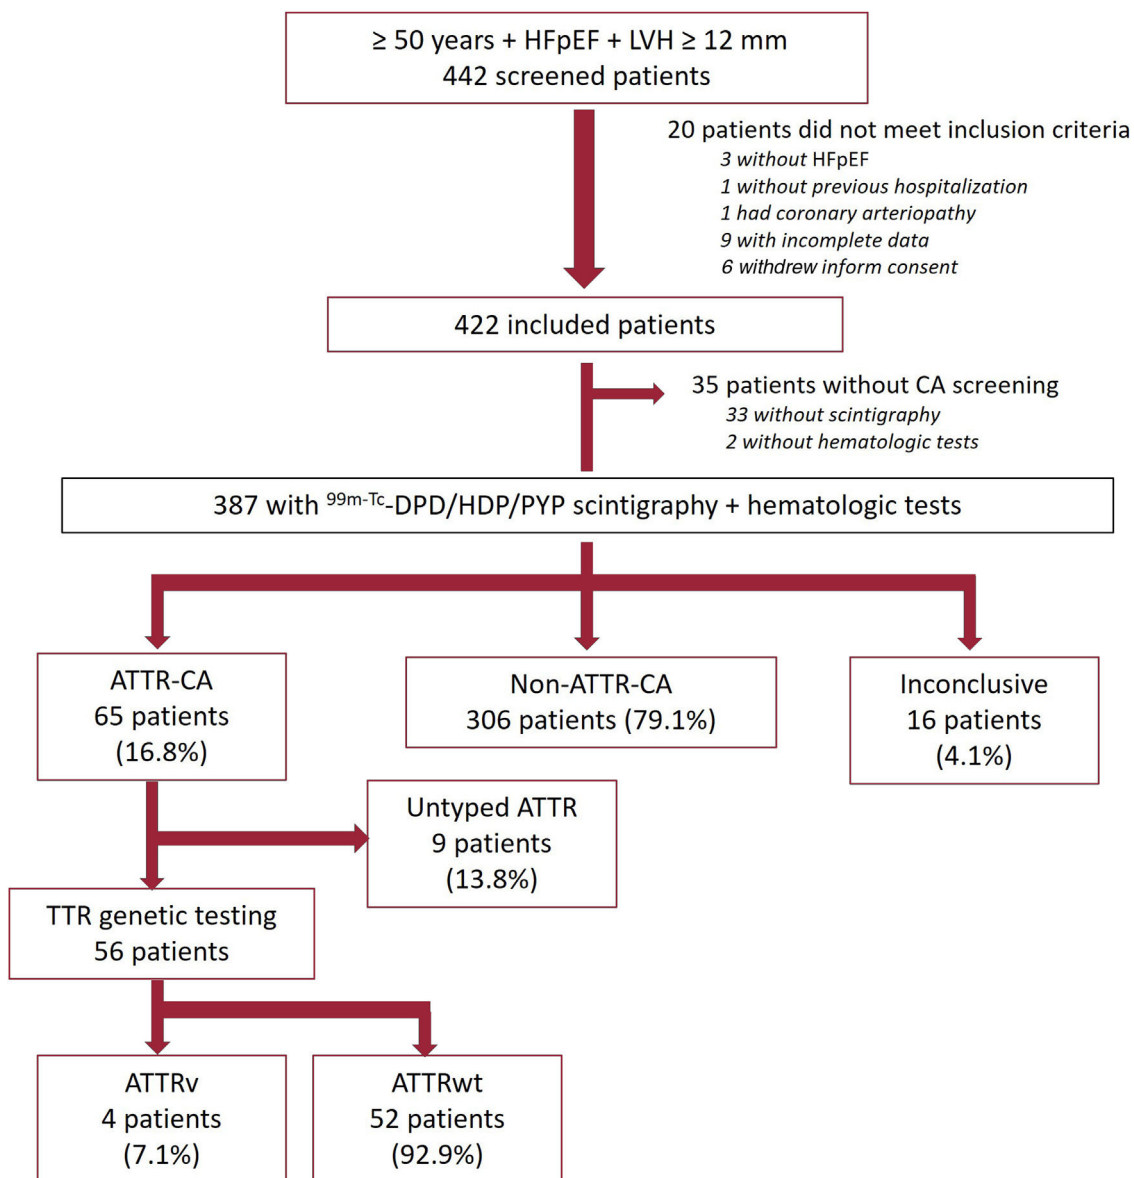 ≥ 50 years + HFpEF + LVH ≥ 12 mm
442 screened patients
20 patients did not meet inclusion criteria
3 without HFpEF
1 without previous hospitalization
1 had coronary arteriopathy
9 with incomplete data
6 withdrew inform consent
422 included patients
35 patients without CA screening
33 without scintigraphy
2 without hematologic tests
387 with 99m-Tc-DPD/HDP/PYP scintigraphy + hematologic tests
ATTR-CA
65 patients
(16.8%)
Non-ATTR-CA
306 patients (79.1%)
Inconclusive
16 patients
(4.1%)
Untyped ATTR
9 patients
(13.8%)
TTR genetic testing
56 patients
ATTRv
4 patients
(7.1%)
ATTRwt
52 patients
(92.9%)